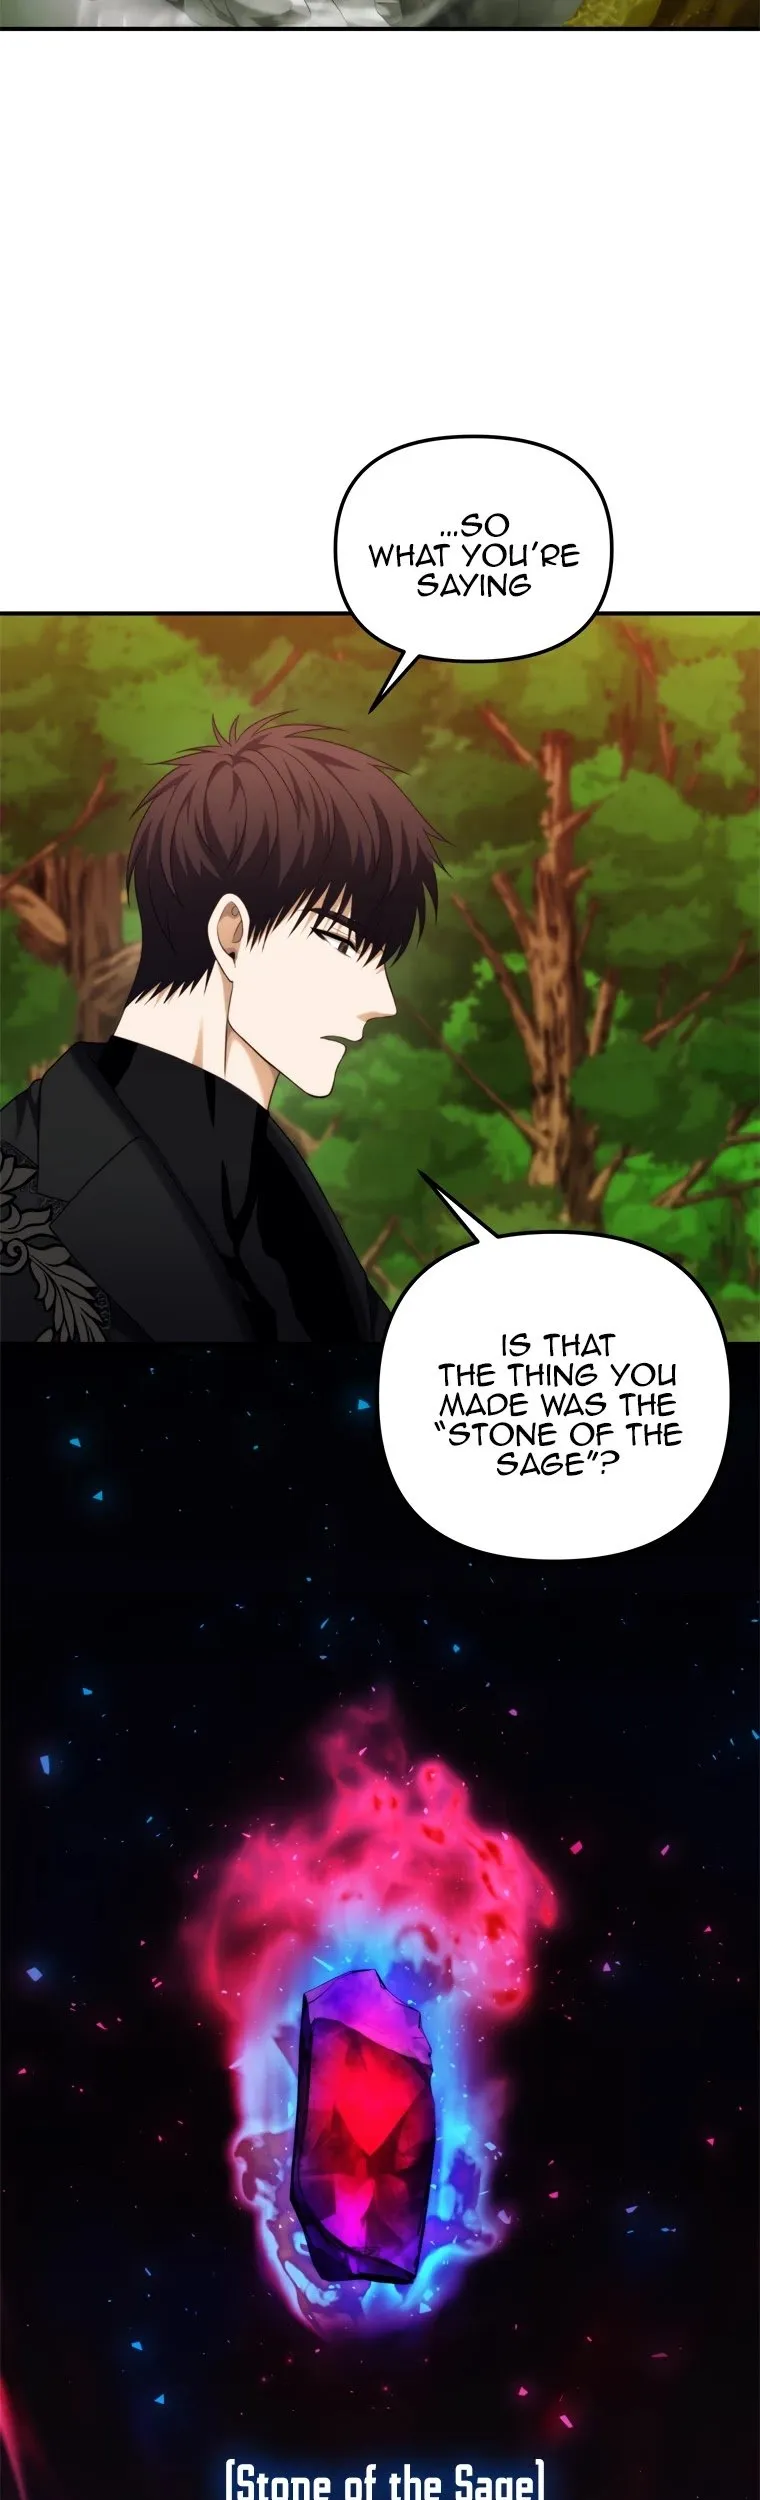 ...SO
WHAT YOU'RE
SAYING
IS THAT
THE THING YOU
MADE WAS THE
"STONE OF THE
SAGE"?
[Stone of the Sage]